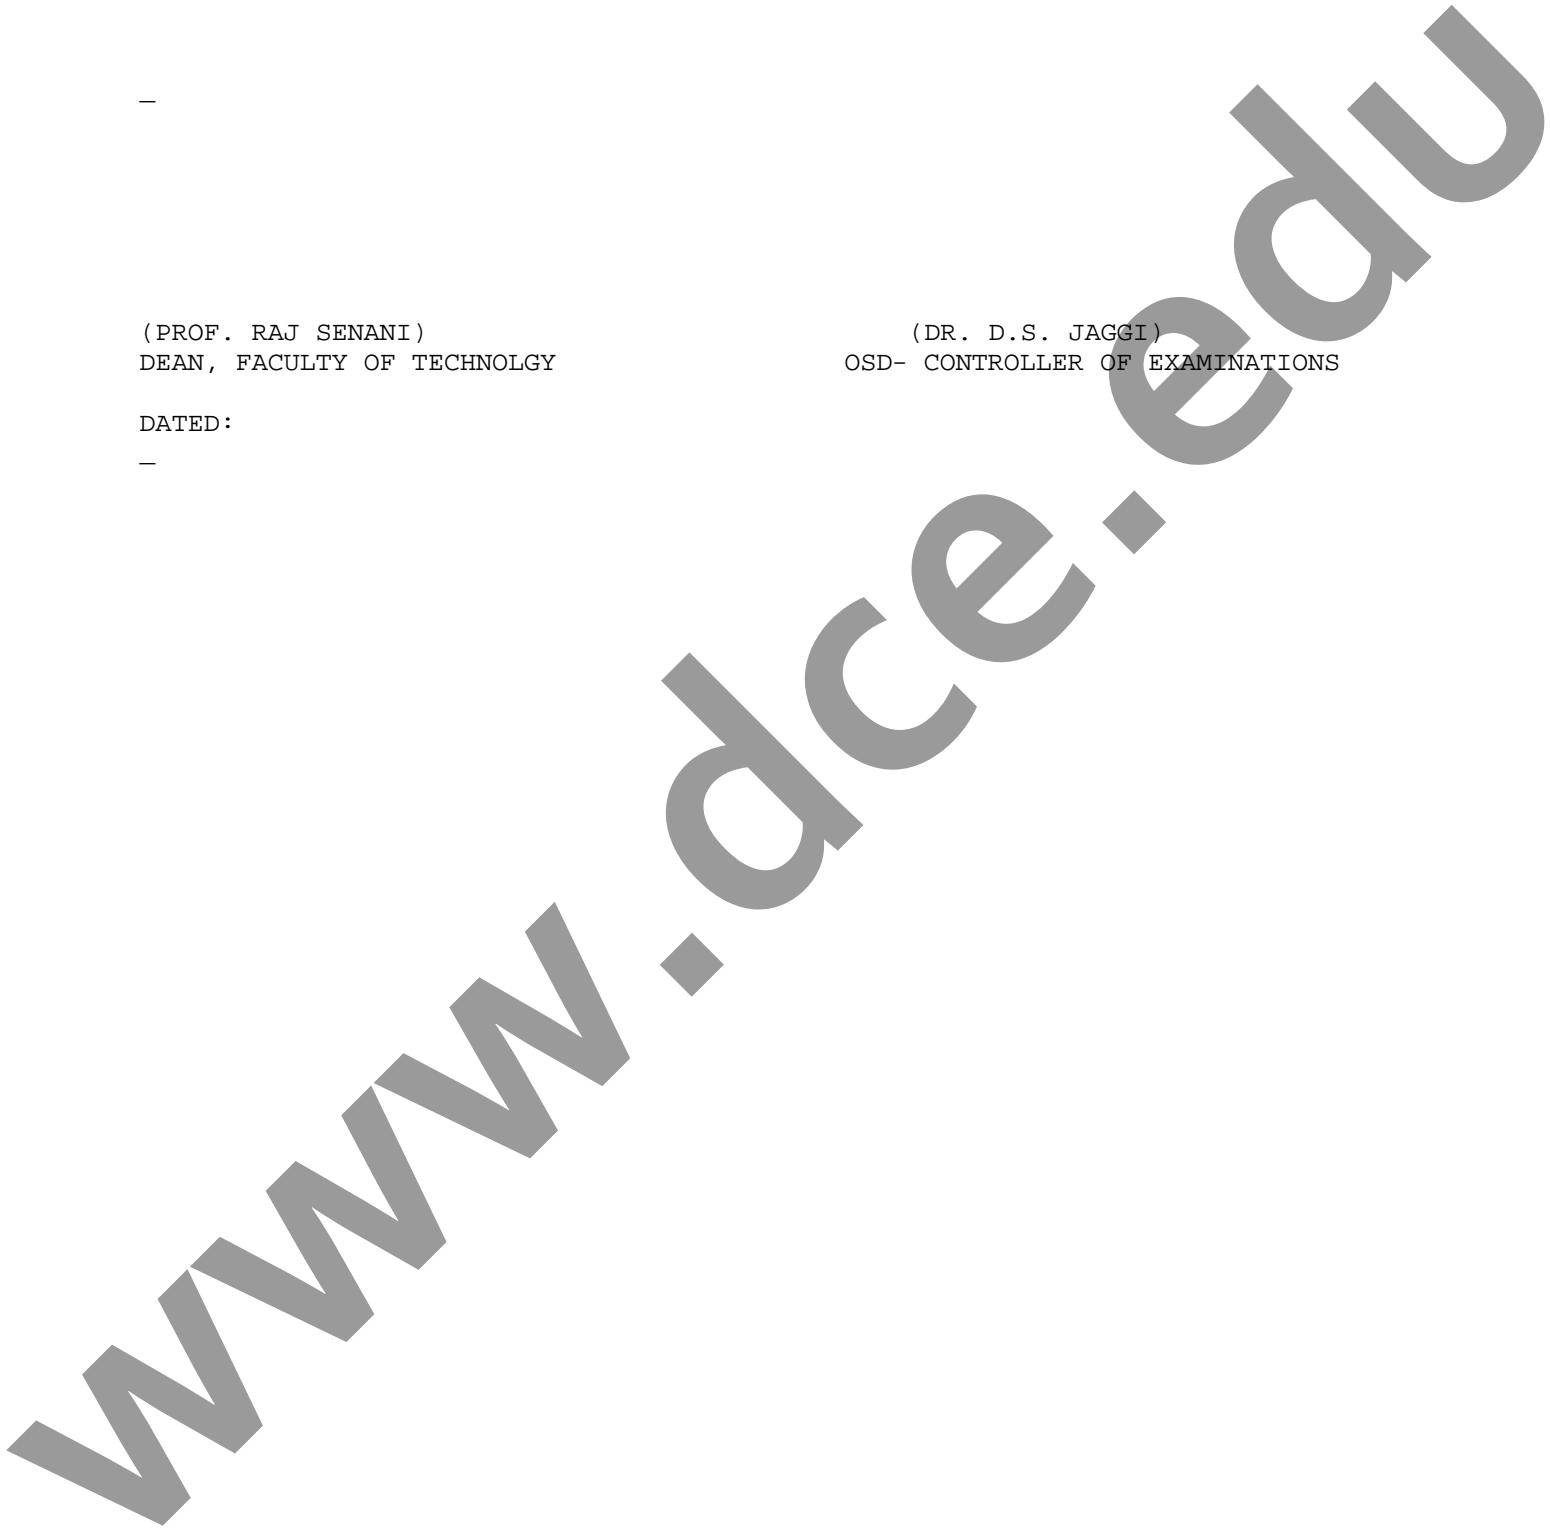 _
(PROF. RAJ SENANI) (DR. D.S. JAGGI)
DEAN, FACULTY OF TECHNOLGY OSD- CONTROLLER OF EXAMINATIONS
DATED:
_
www.dce.edu